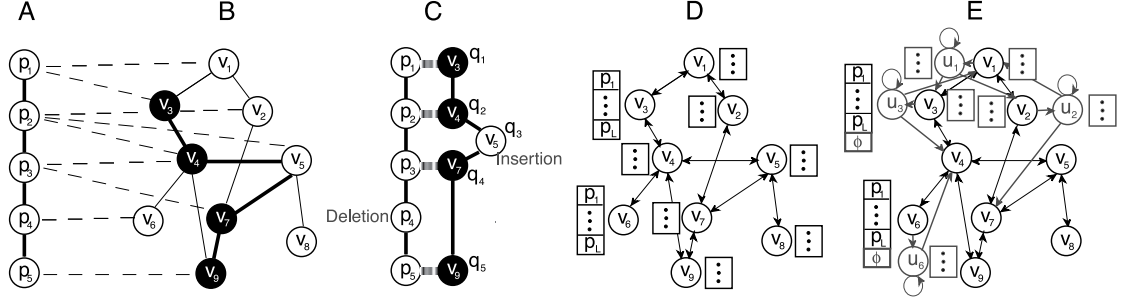 A
B
C
D
E
p1
p2
p3
p4
p5
v1
v2
v3
v4
v5
v6
v7
v8
v9
p1
p2
p3
p4
p5
v3
v4
v5
v7
v9
q1
q2
q3
q4
q5
Insertion
Deletion
v1
v2
v3
v4
v5
v6
v7
v8
v9
p1
⋮
pL
p1
⋮
pL
⋮
⋮
⋮
⋮
⋮
⋮
⋮
u1
v1
u3
v3
v2
u2
v4
v5
v6
v7
v8
u6
v9
p1
⋮
pL
ϕ
p1
⋮
pL
ϕ
⋮
⋮
⋮
⋮
⋮
⋮